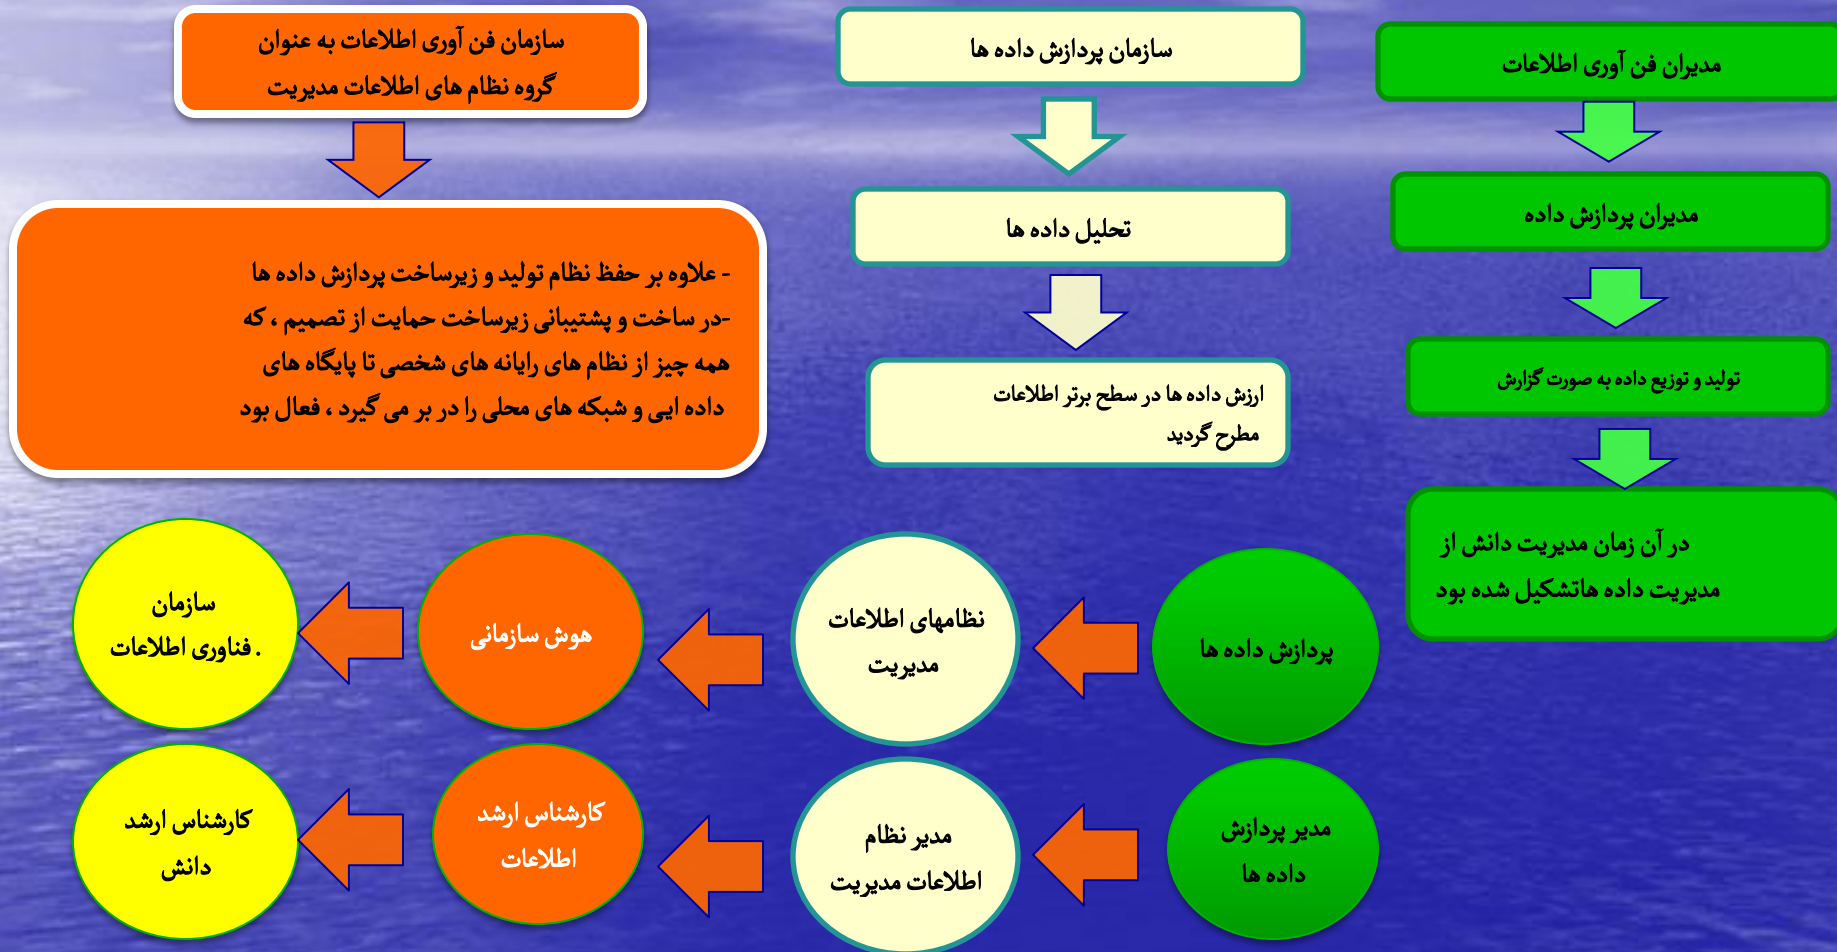 مدیران فن آوری اطلاعات
مدیران پردازش داده
تولید و توزیع داده به صورت گزارش
در آن زمان مدیریت دانش از
مدیریت داده هاتشکیل شده بود
سازمان پردازش داده ها
تحلیل داده ها
ارزش داده ها در سطح برتر اطلاعات
مطرح گردید
سازمان فن آوری اطلاعات به عنوان
گروه نظام های اطلاعات مدیریت
- علاوه بر حفظ نظام تولید و زیرساخت پردازش داده ها
-در ساخت و پشتیبانی زیرساخت حمایت از تصمیم ، که
همه چیز از نظام های رایانه های شخصی تا پایگاه های
داده ایی و شبکه های محلی را در بر می گیرد ، فعال بود
پردازش داده ها
نظامهای اطلاعات
مدیریت
هوش سازمانی
سازمان
فناوری اطلاعات .
مدیر پردازش
داده ها
مدیر نظام
اطلاعات مدیریت
کارشناس ارشد
اطلاعات
کارشناس ارشد
دانش